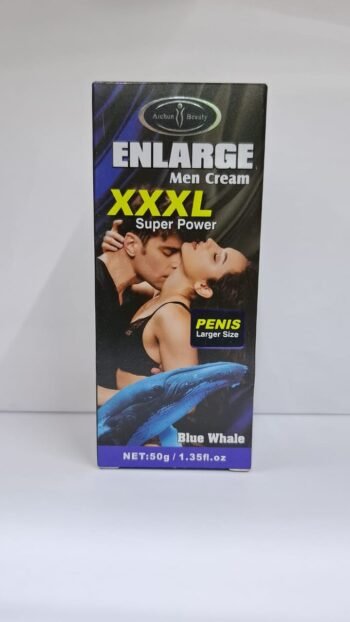 Aichun Beauty
ENLARGE
Men Cream
XXXL
Super Power
PENIS
Larger Size
Blue Whale
NET:50g / 1.35fl.oz